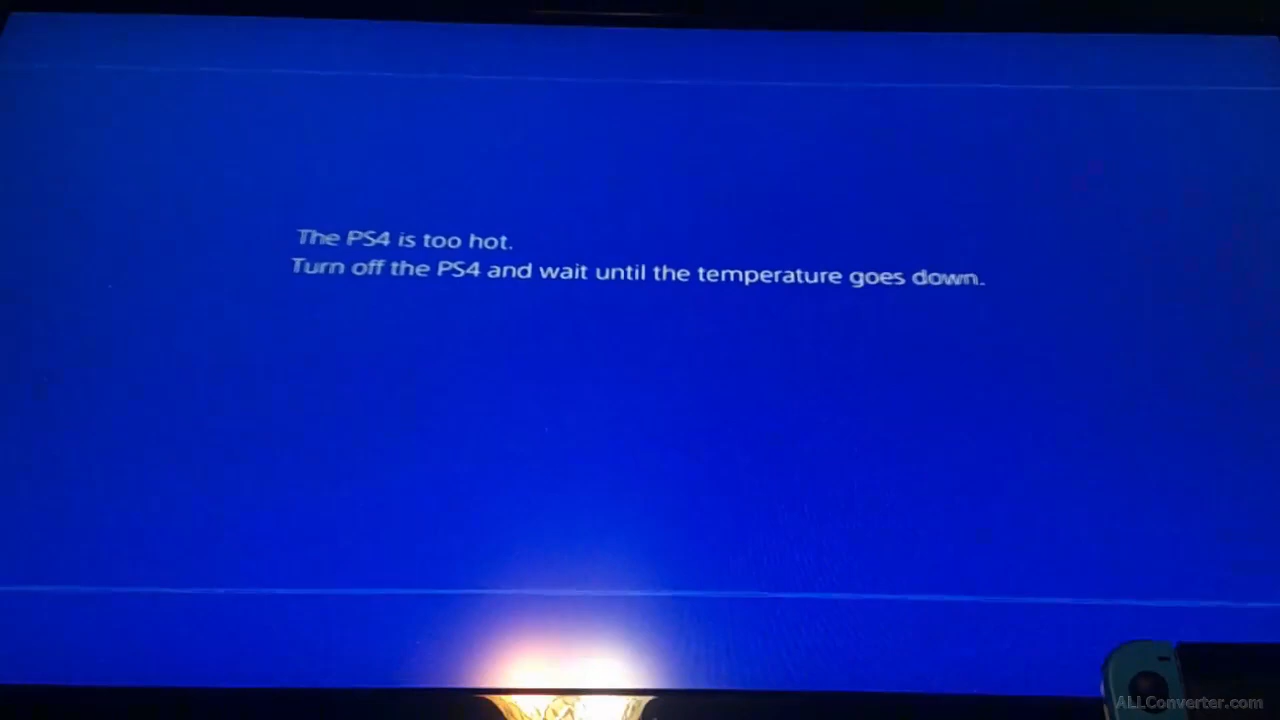 The PS4 is too hot.
Turn off the PS4 and wait until the temperature goes down.
ALLConverter.com